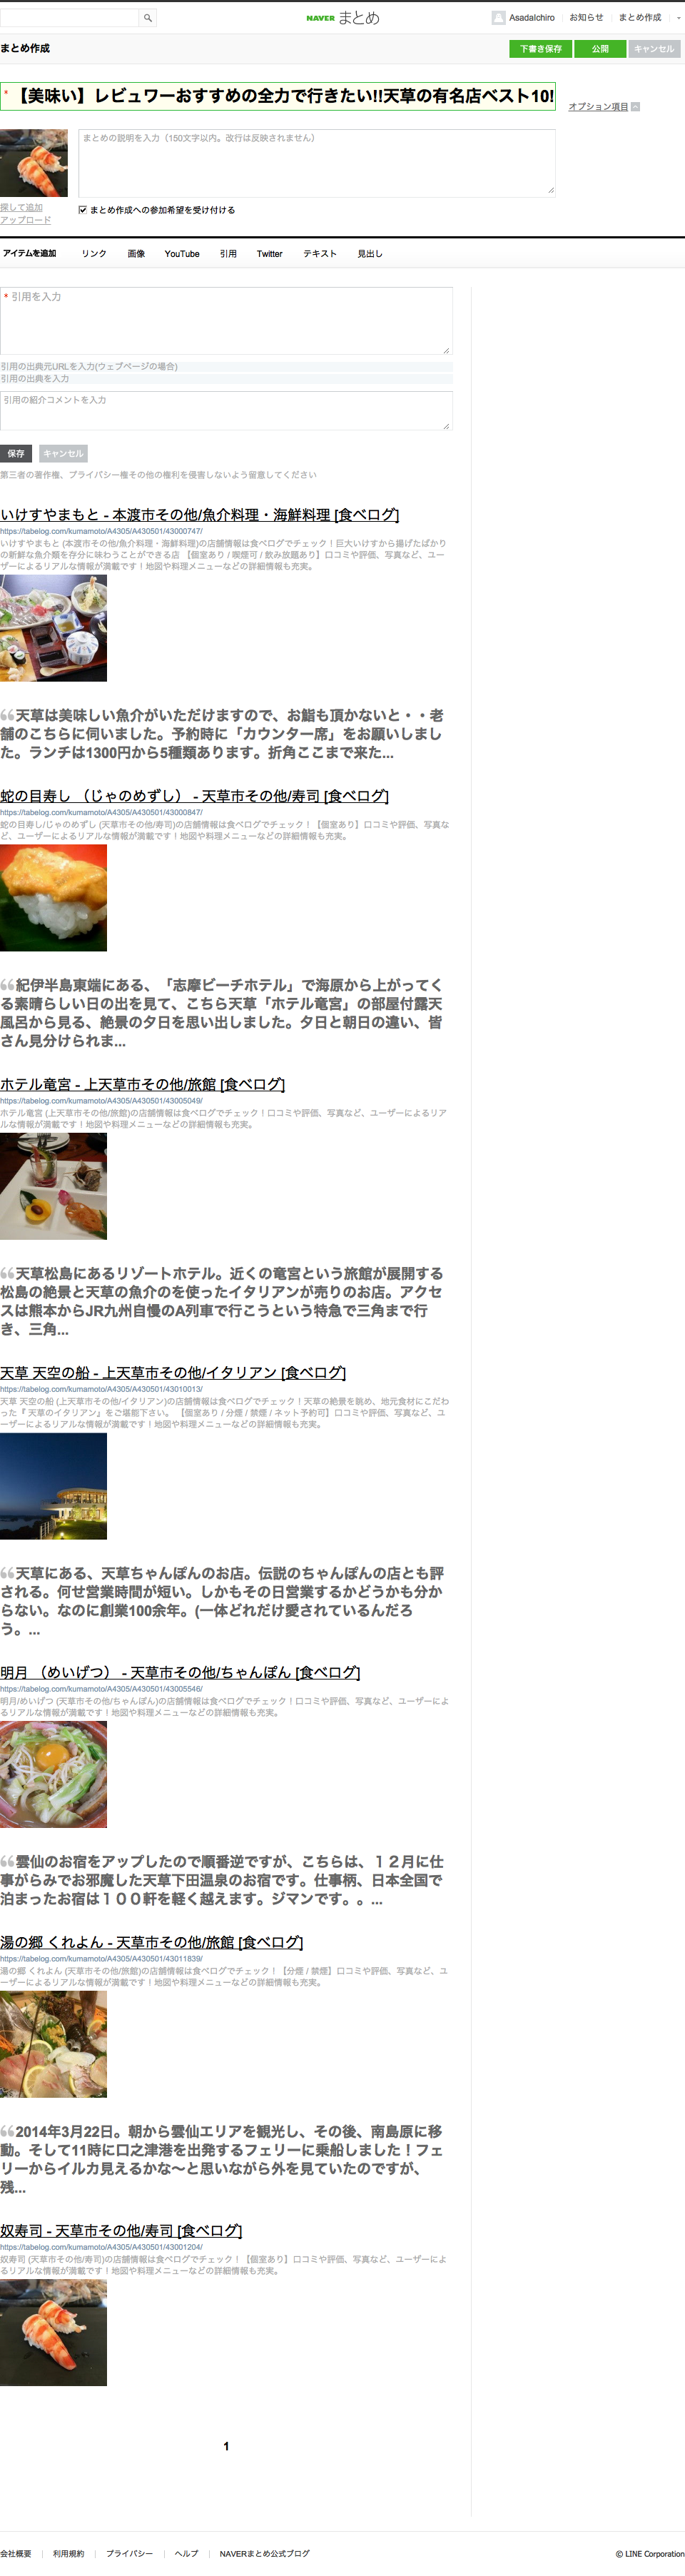 NAVER まとめ
AsadaIchiro お知らせ まとめ作成
まとめ作成
下書き保存 公開 キャンセル
* 【美味い】レビュワーおすすめの全力で行きたい!!天草の有名店ベスト10!
オプション項目
まとめの説明を入力（150文字以内。改行は反映されません）
探して追加
アップロード
まとめ作成への参加希望を受け付ける
アイテムを追加 リンク 画像 YouTube 引用 Twitter テキスト 見出し
* 引用を入力
引用の出典元URLを入力(ウェブページの場合)
引用の出典を入力
引用の紹介コメントを入力
保存 キャンセル
第三者の著作権、プライバシー権その他の権利を侵害しないよう留意してください
いけすやまもと - 本渡市その他/魚介料理・海鮮料理 [食べログ]
https://tabelog.com/kumamoto/A4305/A430501/43000747/
いけすやまもと (本渡市その他/魚介料理・海鮮料理)の店舗情報は食べログでチェック！巨大いけすから揚げたばかり
の新鮮な魚介類を存分に味わうことができる店 【個室あり / 喫煙可 / 飲み放題あり】口コミや評価、写真など、ユー
ザーによるリアルな情報が満載です！地図や料理メニューなどの詳細情報も充実。
“天草は美味しい魚介がいただけますので、お鮨も頂かないと・・老
舗のこちらに伺いました。予約時に「カウンター席」をお願いしまし
た。ランチは1300円から5種類あります。折角ここまで来た...
蛇の目寿し （じゃのめずし） - 天草市その他/寿司 [食べログ]
https://tabelog.com/kumamoto/A4305/A430501/43000847/
蛇の目寿し/じゃのめずし (天草市その他/寿司)の店舗情報は食べログでチェック！【個室あり】口コミや評価、写真な
ど、ユーザーによるリアルな情報が満載です！地図や料理メニューなどの詳細情報も充実。
“紀伊半島東端にある、「志摩ビーチホテル」で海原から上がってく
る素晴らしい日の出を見て、こちら天草「ホテル竜宮」の部屋付露天
風呂から見る、絶景の夕日を思い出しました。夕日と朝日の違い、皆
さん見分けられま...
ホテル竜宮 - 上天草市その他/旅館 [食べログ]
https://tabelog.com/kumamoto/A4305/A430501/43005049/
ホテル竜宮 (上天草市その他/旅館)の店舗情報は食べログでチェック！口コミや評価、写真など、ユーザーによるリア
ルな情報が満載です！地図や料理メニューなどの詳細情報も充実。
“天草松島にあるリゾートホテル。近くの竜宮という旅館が展開する
松島の絶景と天草の魚介のを使ったイタリアンが売りのお店。アクセ
スは熊本からJR九州自慢のA列車で行こうという特急で三角まで行
き、三角...
天草 天空の船 - 上天草市その他/イタリアン [食べログ]
https://tabelog.com/kumamoto/A4305/A430501/43010013/
天草 天空の船 (上天草市その他/イタリアン)の店舗情報は食べログでチェック！天草の絶景を眺め、地元食材にこだわ
った『 天草のイタリアン』をご堪能下さい。 【個室あり / 分煙 / 禁煙 / ネット予約可】口コミや評価、写真など、ユ
ーザーによるリアルな情報が満載です！地図や料理メニューなどの詳細情報も充実。
“天草にある、天草ちゃんぽんのお店。伝説のちゃんぽんの店とも評
される。何せ営業時間が短い。しかもその日営業するかどうかも分か
らない。なのに創業100余年。(一体どれだけ愛されているんだろ
う。...
明月 （めいげつ） - 天草市その他/ちゃんぽん [食べログ]
https://tabelog.com/kumamoto/A4305/A430501/43005546/
明月/めいげつ (天草市その他/ちゃんぽん)の店舗情報は食べログでチェック！口コミや評価、写真など、ユーザーによ
るリアルな情報が満載です！地図や料理メニューなどの詳細情報も充実。
“雲仙のお宿をアップしたので順番逆ですが、こちらは、１２月に仕
事がらみでお邪魔した天草下田温泉のお宿です。仕事柄、日本全国で
泊まったお宿は１００軒を軽く越えます。ジマンです。。...
湯の郷 くれよん - 天草市その他/旅館 [食べログ]
https://tabelog.com/kumamoto/A4305/A430501/43011839/
湯の郷 くれよん (天草市その他/旅館)の店舗情報は食べログでチェック！【分煙 / 禁煙】口コミや評価、写真など、ユ
ーザーによるリアルな情報が満載です！地図や料理メニューなどの詳細情報も充実。
“2014年3月22日。朝から雲仙エリアを観光し、その後、南島原に移
動。そして11時に口之津港を出発するフェリーに乗船しました！フェ
リーからイルカ見えるかな〜と思いながら外を見ていたのですが、
残...
奴寿司 - 天草市その他/寿司 [食べログ]
https://tabelog.com/kumamoto/A4305/A430501/43001204/
奴寿司 (天草市その他/寿司)の店舗情報は食べログでチェック！【個室あり】口コミや評価、写真など、ユーザーによ
るリアルな情報が満載です！地図や料理メニューなどの詳細情報も充実。
1
会社概要 利用規約 プライバシー ヘルプ NAVERまとめ公式ブログ
© LINE Corporation